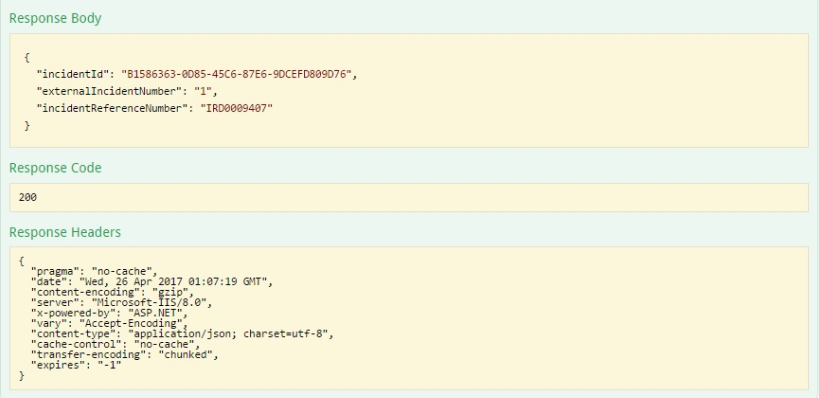 Response Body
{
"incidentId": "B1586363-0D85-45C6-87E6-9DCEFD809D76",
"externalIncidentNumber": "1",
"incidentReferenceNumber": "IRD0009407"
}
Response Code
200
Response Headers
{
"pragma": "no-cache",
"date": "Wed, 26 Apr 2017 01:07:19 GMT",
"content-encoding": "gzip",
"server": "Microsoft-IIS/8.0",
"x-powered-by": "ASP.NET",
"vary": "Accept-Encoding",
"content-type": "application/json; charset=utf-8",
"cache-control": "no-cache",
"transfer-encoding": "chunked",
"expires": "-1"
}